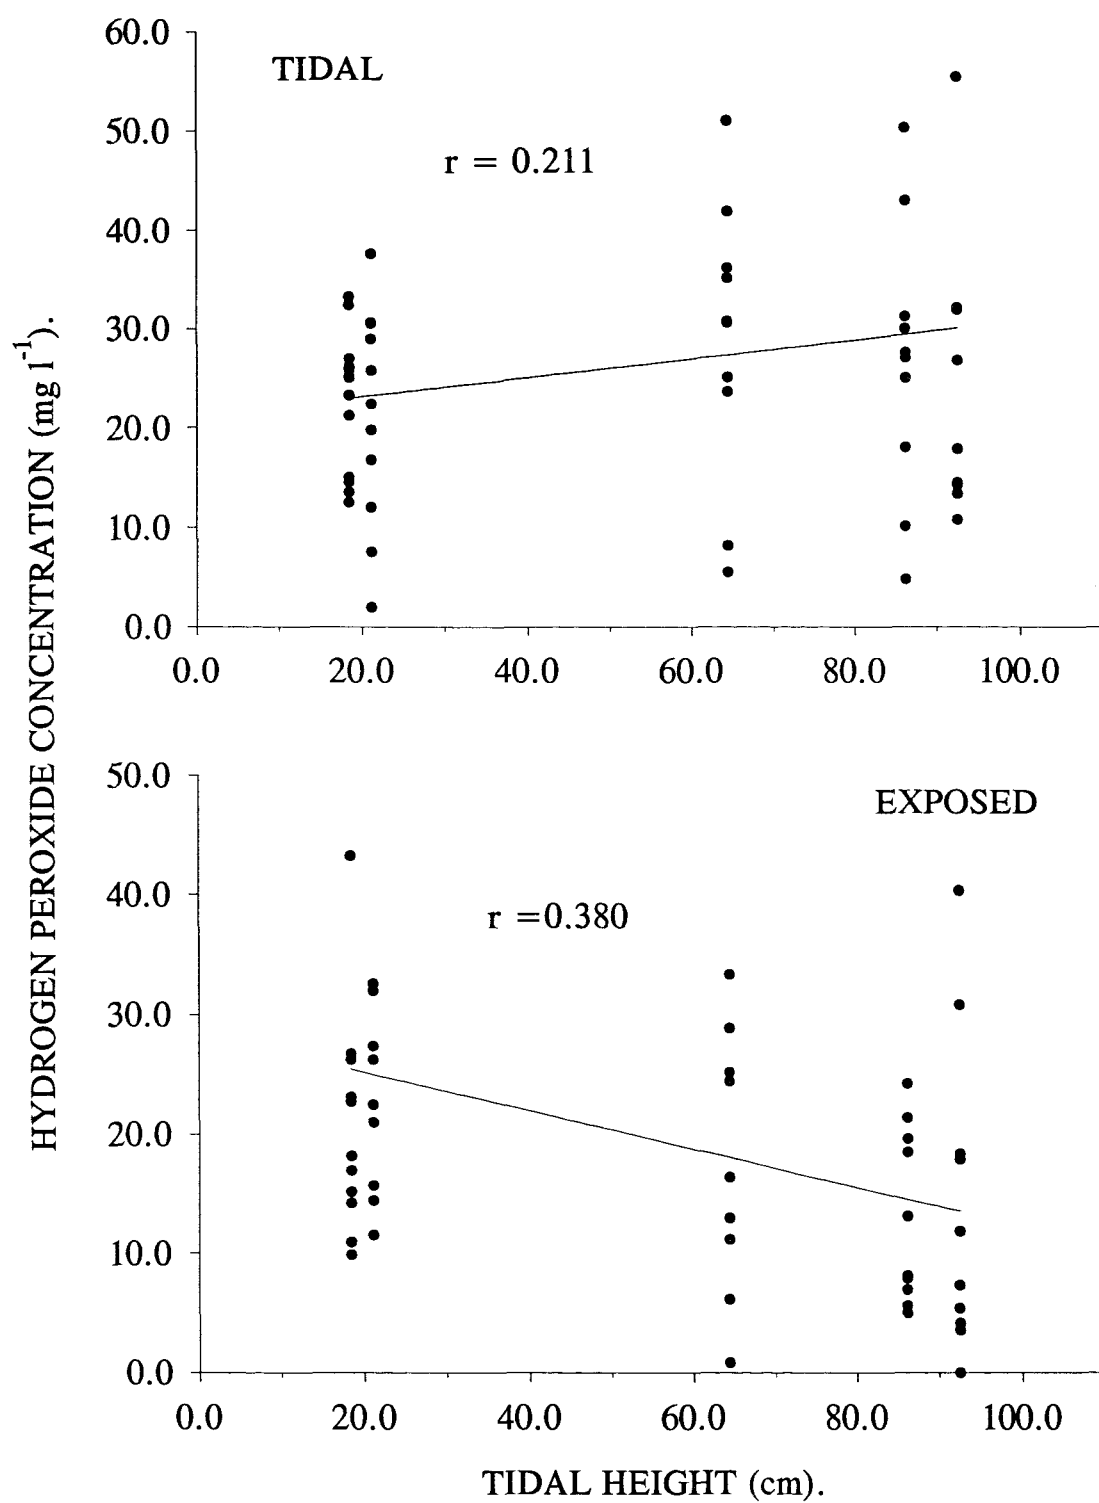 60.0
TIDAL
50.0
r = 0.211
40.0
30.0
20.0
10.0
0.0
0.0 20.0 40.0 60.0 80.0 100.0
HYDROGEN PEROXIDE CONCENTRATION (mg l-1).
50.0
EXPOSED
40.0
r =0.380
30.0
20.0
10.0
0.0
0.0 20.0 40.0 60.0 80.0 100.0
TIDAL HEIGHT (cm).